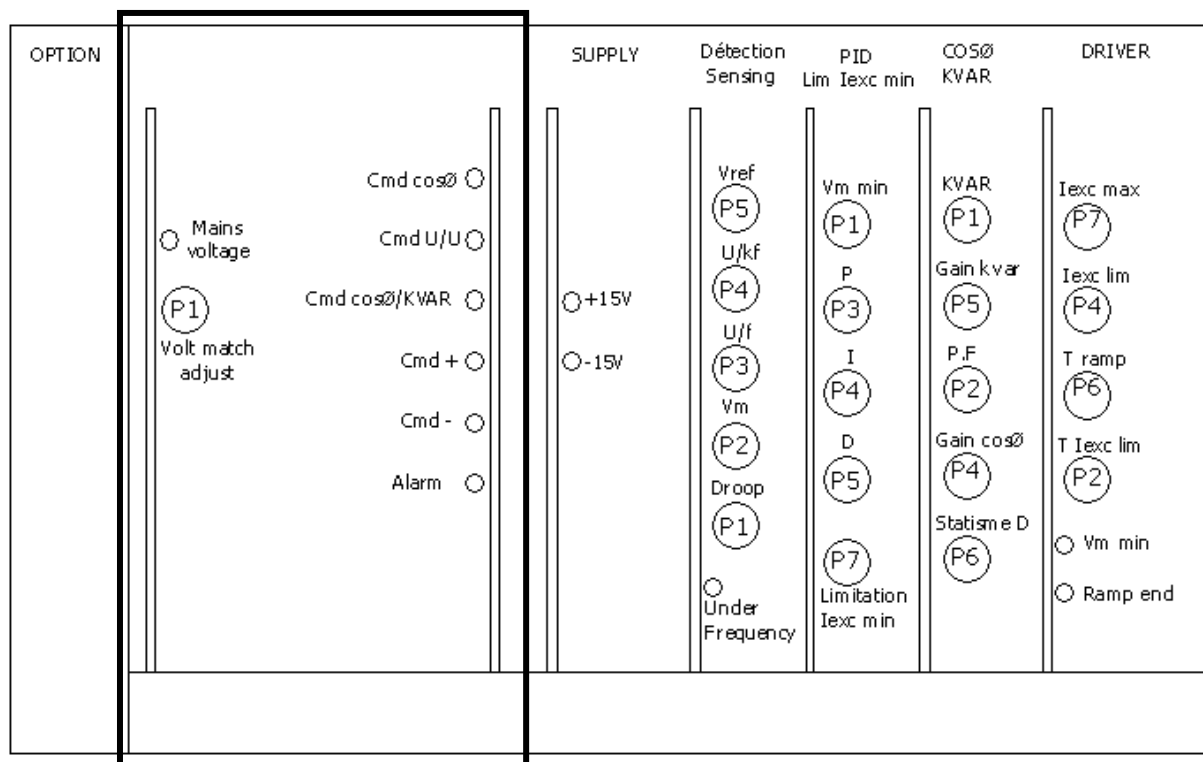 OPTION
Mains
voltage
P1
Volt match
adjust
Cmd cosØ
Cmd U/U
Cmd cosØ/KVAR
Cmd +
Cmd -
Alarm
SUPPLY
+15V
-15V
Détection
Sensing
Vref
P5
U/kf
P4
U/f
P3
Vm
P2
Droop
P1
Under
Frequency
PID
Lim Iexc min
Vm min
P1
P
P3
I
P4
D
P5
P7
Limitation
Iexc min
COSØ
KVAR
KVAR
P1
Gain kvar
P5
P.F
P2
Gain cosØ
P4
Statisme D
P6
DRIVER
Iexc max
P7
Iexc lim
P4
T ramp
P6
T Iexc lim
P2
Vm min
Ramp end